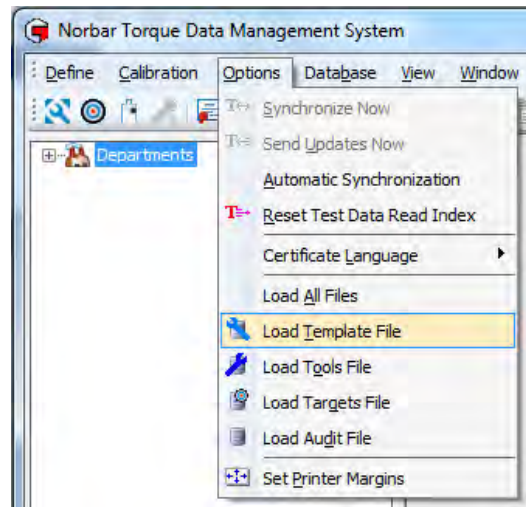 Norbar Torque Data Management System
Define Calibration Options Database View Window
Synchronize Now
Departments
Send Updates Now
Automatic Synchronization
Reset Test Data Read Index
Certificate Language
Load All Files
Load Template File
Load Tools File
Load Targets File
Load Audit File
Set Printer Margins